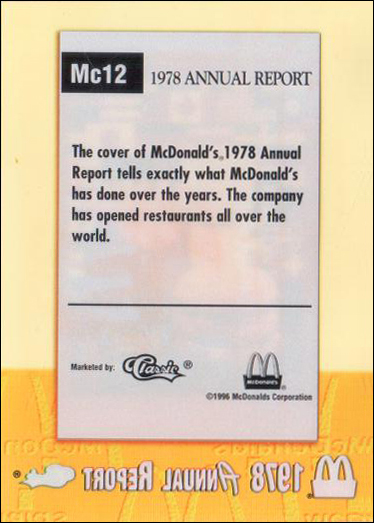 Mc12 1978 ANNUAL REPORT
The cover of McDonald's® 1978 Annual
Report tells exactly what McDonald's
has done over the years. The company
has opened restaurants all over the
world.
Marketed by: Classic® McDonald's®
©1996 McDonalds Corporation
McDonalds
1978 ANNUAL REPORT ®